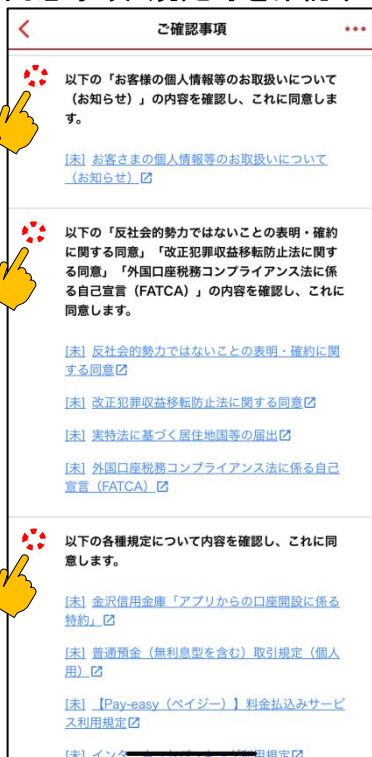 ご確認事項
以下の「お客様の個人情報等のお取扱いについて
（お知らせ）」の内容を確認し、これに同意しま
す。
[未] お客さまの個人情報等のお取扱いについて
（お知らせ）
以下の「反社会的勢力ではないことの表明・確約
に関する同意」「改正犯罪収益移転防止法に関す
る同意」「外国口座税務コンプライアンス法に係
る自己宣言（FATCA）」の内容を確認し、これに
同意します。
[未] 反社会的勢力ではないことの表明・確約に関
する同意
[未] 改正犯罪収益移転防止法に関する同意
[未] 実特法に基づく居住地国等の届出
[未] 外国口座税務コンプライアンス法に係る自己
宣言（FATCA）
以下の各種規定について内容を確認し、これに同
意します。
[未] 金沢信用金庫「アプリからの口座開設に係る
特約」
[未] 普通預金（無利息型を含む）取引規定（個人
用）
[未] 【Pay-easy（ペイジー）】料金払込みサービ
ス利用規定
[未] インタ
用規定